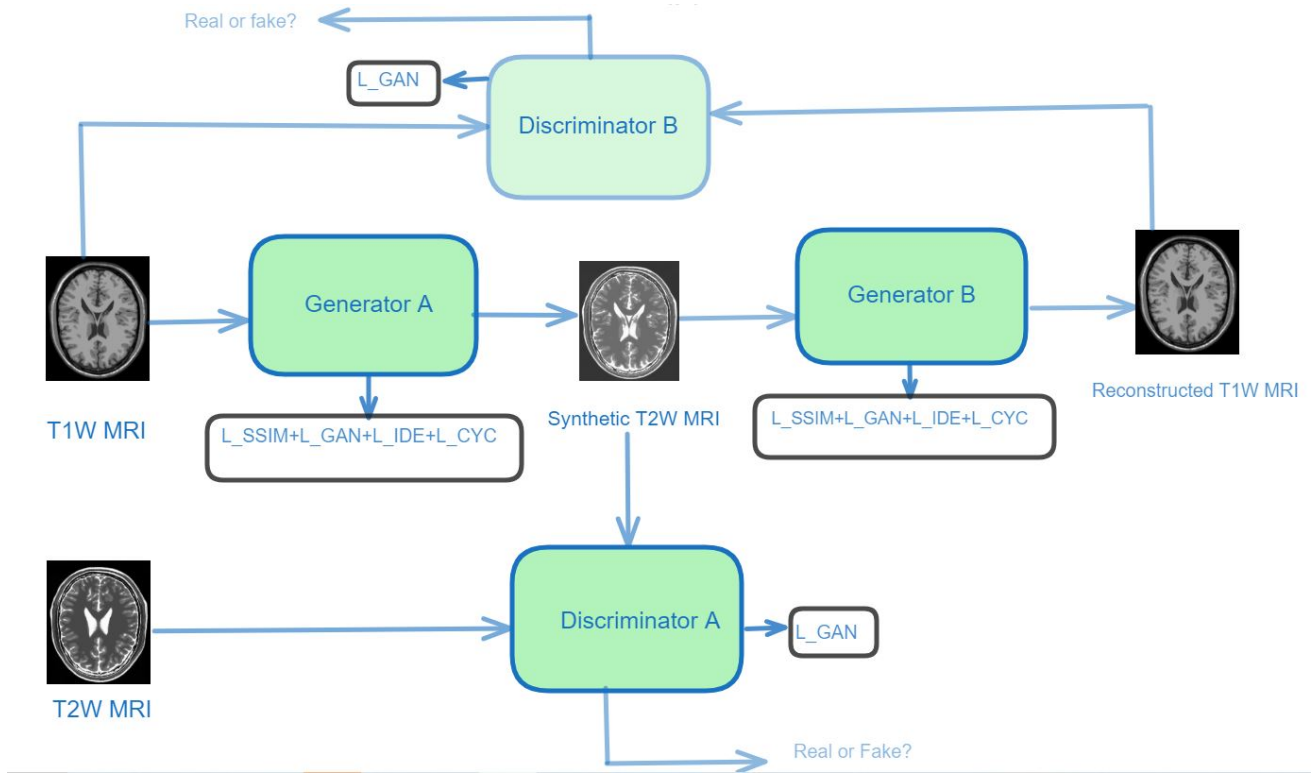 Real or fake?
L_GAN
Discriminator B
Generator A
Generator B
T1W MRI
L_SSIM+L_GAN+L_IDE+L_CYC
Synthetic T2W MRI
L_SSIM+L_GAN+L_IDE+L_CYC
Reconstructed T1W MRI
Discriminator A
L_GAN
T2W MRI
Real or Fake?